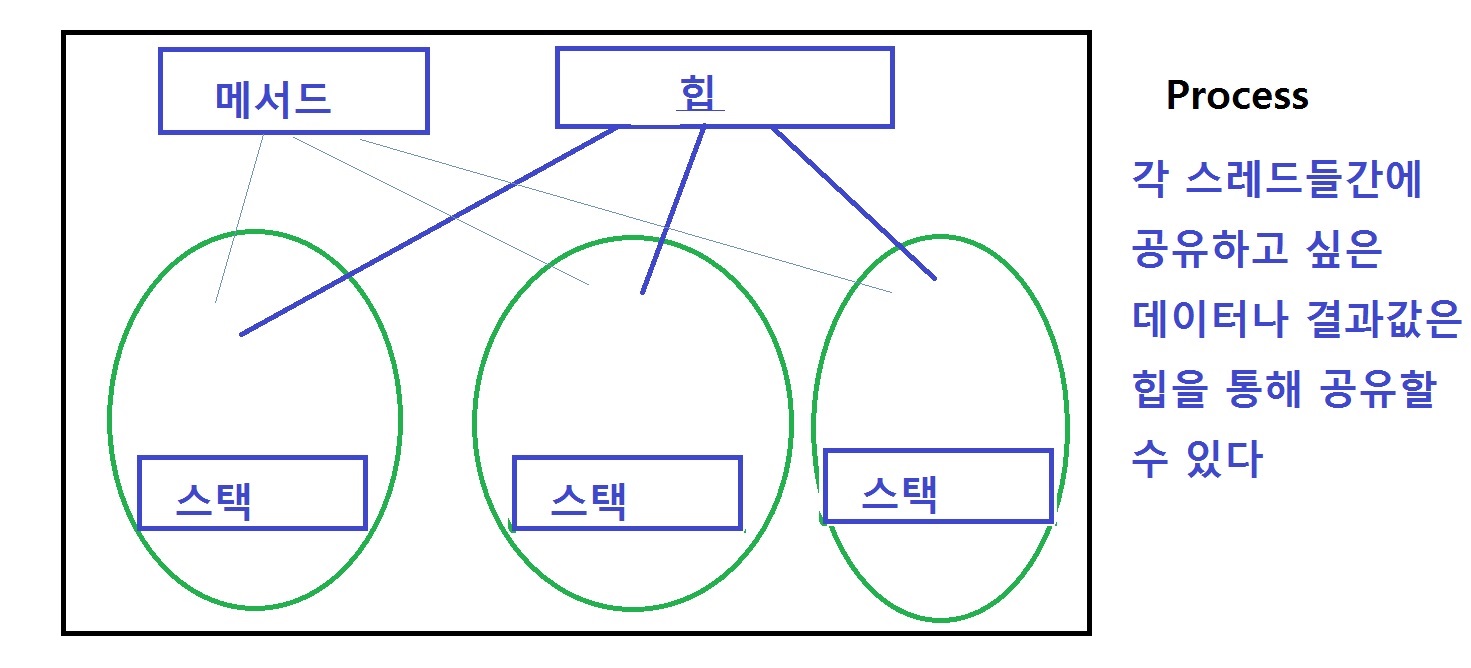 메서드
힙
Process
각 스레드들간에
공유하고 싶은
데이터나 결과값은
힙을 통해 공유할
수 있다
스택
스택
스택